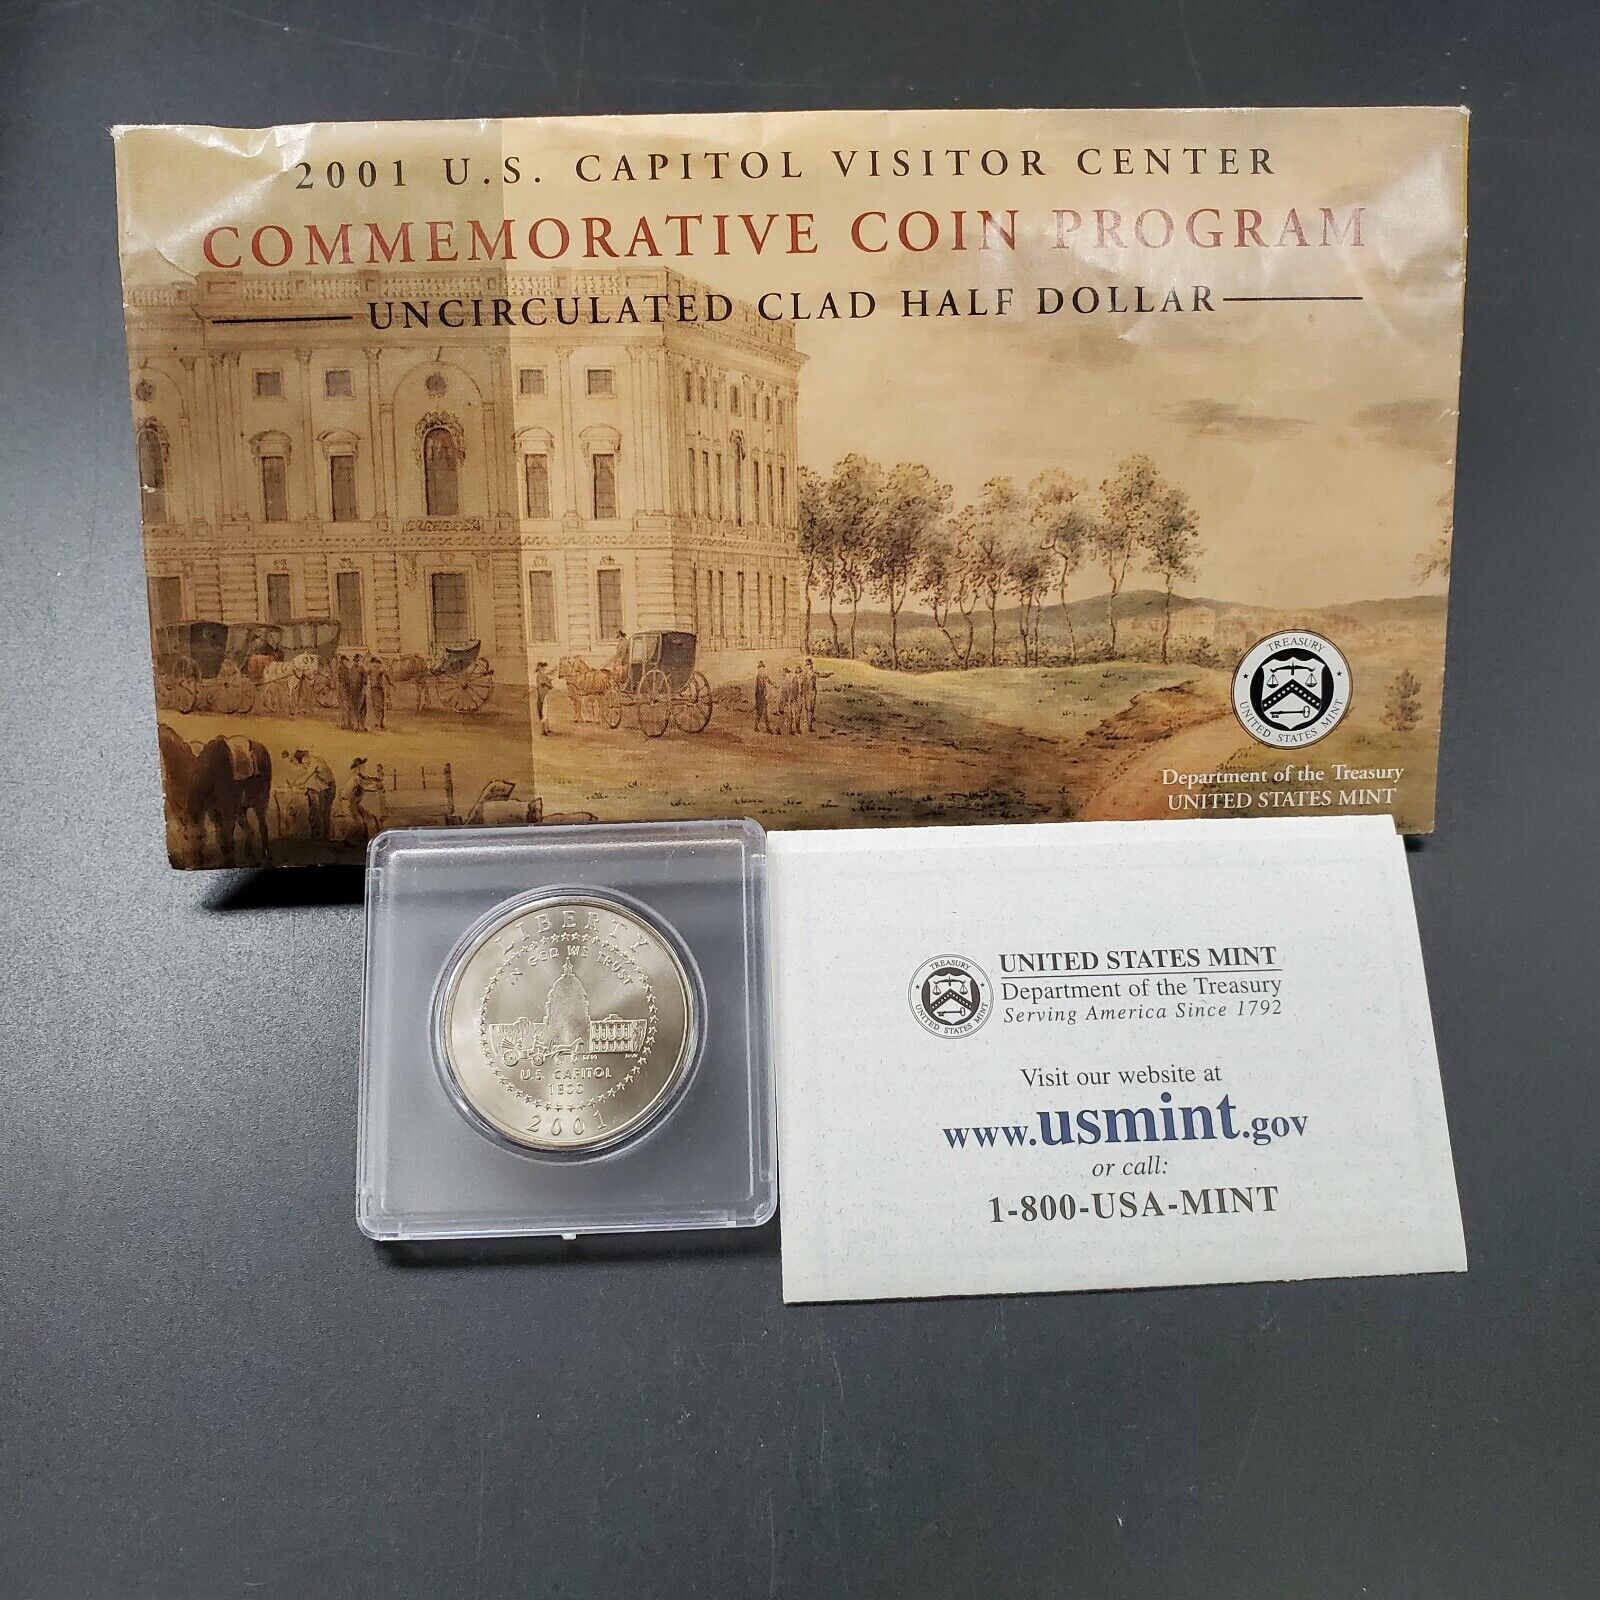 2001 U.S. CAPITOL VISITOR CENTER
COMMEMORATIVE COIN PROGRAM
UNCIRCULATED CLAD HALF DOLLAR
TREASURY
UNITED STATES MINT
Department of the Treasury
UNITED STATES MINT
LIBERTY
IN GOD WE TRUST
U.S. CAPITOL
1800
2001
TREASURY
UNITED STATES MINT
UNITED STATES MINT
Department of the Treasury
Serving America Since 1792
Visit our website at
www.usmint.gov
or call:
1-800-USA-MINT